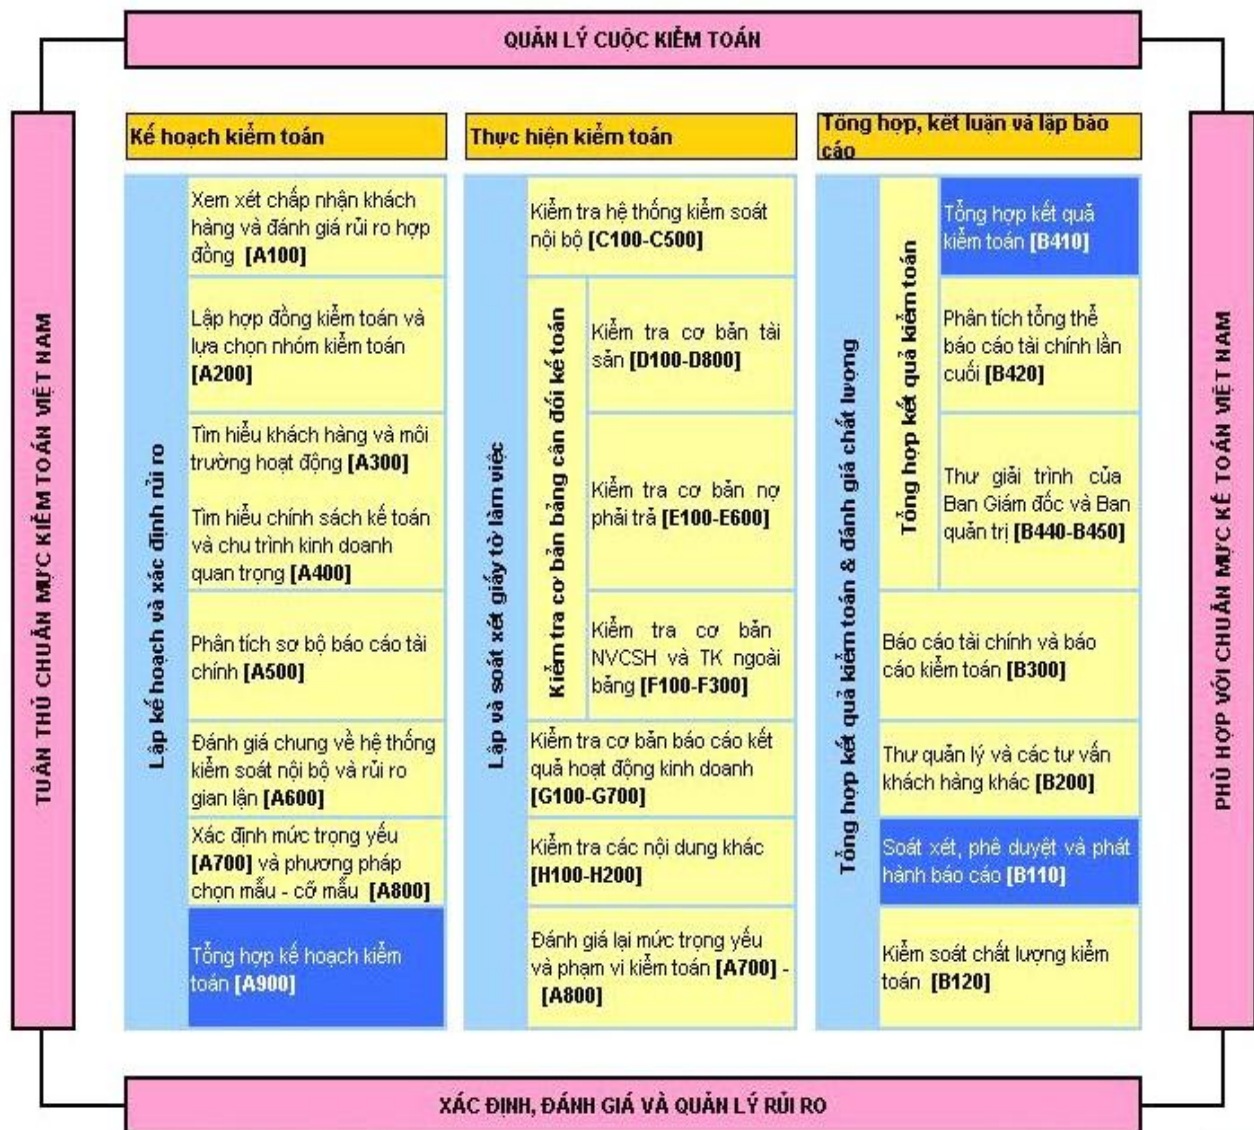 QUẢN LÝ CUỘC KIỂM TOÁN
TUÂN THỦ CHUẨN MỰC KIỂM TOÁN VIỆT NAM
Kế hoạch kiểm toán
Lập kế hoạch và xác định rủi ro
Xem xét chấp nhận khách
hàng và đánh giá rủi ro hợp
đồng [A100]
Lập hợp đồng kiểm toán và
lựa chọn nhóm kiểm toán
[A200]
Tìm hiểu khách hàng và môi
trường hoạt động [A300]
Tìm hiểu chính sách kế toán
và chu trình kinh doanh
quan trọng [A400]
Phân tích sơ bộ báo cáo tài
chính [A500]
Đánh giá chung về hệ thống
kiểm soát nội bộ và rủi ro
gian lận [A600]
Xác định mức trọng yếu
[A700] và phương pháp
chọn mẫu - cỡ mẫu [A800]
Tổng hợp kế hoạch kiểm
toán [A900]
Thực hiện kiểm toán
Lập và soát xét giấy tờ làm việc
Kiểm tra hệ thống kiểm soát
nội bộ [C100-C500]
Kiểm tra cơ bản bảng cân đối kế toán
Kiểm tra cơ bản tài
sản [D100-D800]
Kiểm tra cơ bản nợ
phải trả [E100-E600]
Kiểm tra cơ bản
NVCSH và TK ngoài
bảng [F100-F300]
Kiểm tra cơ bản báo cáo kết
quả hoạt động kinh doanh
[G100-G700]
Kiểm tra các nội dung khác
[H100-H200]
Đánh giá lại mức trọng yếu
và phạm vi kiểm toán [A700] -
[A800]
Tổng hợp, kết luận và lập báo
cáo
Tổng hợp kết quả kiểm toán & đánh giá chất lượng
Tổng hợp kết quả kiểm toán
Tổng hợp kết quả
kiểm toán [B410]
Phân tích tổng thể
báo cáo tài chính lần
cuối [B420]
Thư giải trình của
Ban Giám đốc và Ban
quản trị [B440-B450]
Báo cáo tài chính và báo
cáo kiểm toán [B300]
Thư quản lý và các tư vấn
khách hàng khác [B200]
Soát xét, phê duyệt và phát
hành báo cáo [B110]
Kiểm soát chất lượng kiểm
toán [B120]
PHÙ HỢP VỚI CHUẨN MỰC KẾ TOÁN VIỆT NAM
XÁC ĐỊNH, ĐÁNH GIÁ VÀ QUẢN LÝ RỦI RO